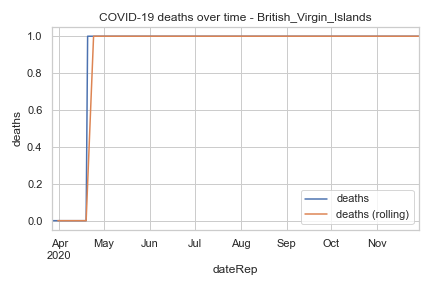 COVID-19 deaths over time - British_Virgin_Islands
1.0
0.8
0.6
0.4
0.2
0.0
deaths
deaths
deaths (rolling)
Apr May Jun Jul Aug Sep Oct Nov
2020
dateRep